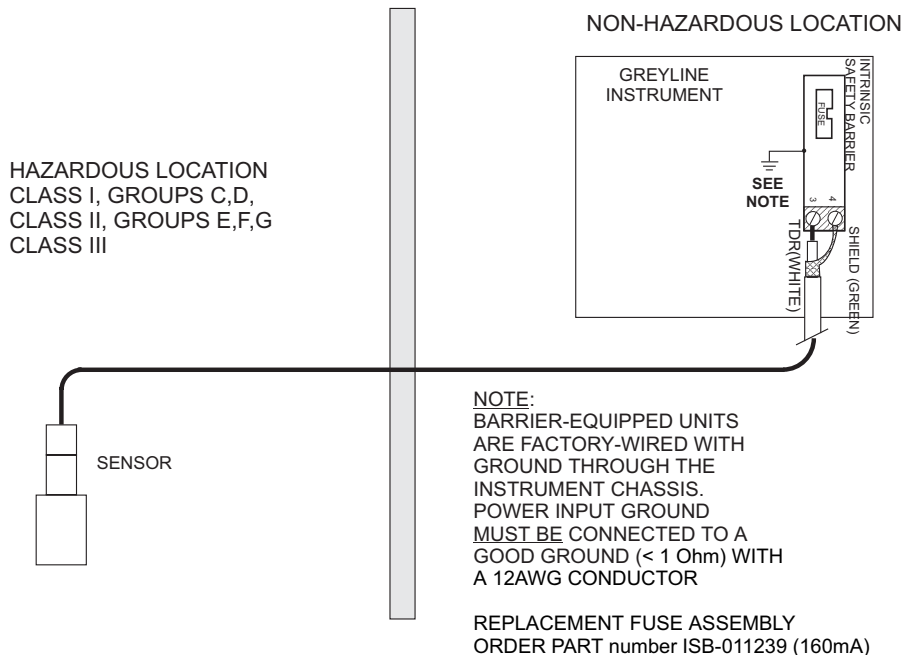 NON-HAZARDOUS LOCATION
GREYLINE
INSTRUMENT
INTRINSIC
SAFETY BARRIER
FUSE
HAZARDOUS LOCATION
CLASS I, GROUPS C,D,
CLASS II, GROUPS E,F,G
CLASS III
SEE
NOTE
3 4
TDR(WHITE)
SHIELD (GREEN)
SENSOR
NOTE:
BARRIER-EQUIPPED UNITS
ARE FACTORY-WIRED WITH
GROUND THROUGH THE
INSTRUMENT CHASSIS.
POWER INPUT GROUND
MUST BE CONNECTED TO A
GOOD GROUND (< 1 Ohm) WITH
A 12AWG CONDUCTOR
REPLACEMENT FUSE ASSEMBLY
ORDER PART number ISB-011239 (160mA)